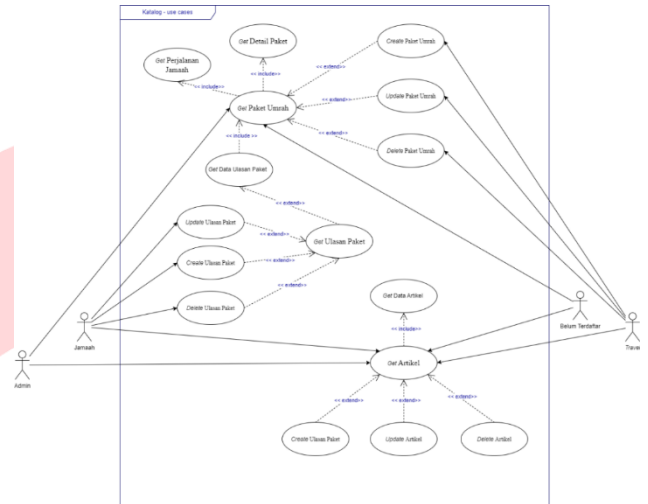 Katalog - use cases
Get Detail Paket
Create Paket Umrah
Get Perjalanan
Jamaah
<< extend>>
<< include>>
<< include>>
Get Paket Umrah
<< extend>>
Update Paket Umrah
<< include >>
<< extend>>
Delete Paket Umrah
Get Data Ulasan Paket
<< extend>>
Update Ulasan Paket
<< extend>>
Get Ulasan Paket
Create Ulasan Paket
<< extend>>
<< extend>>
Delete Ulasan Paket
Get Data Artikel
Belum Terdaftar
Travel
<< include>>
Jamaah
Get Artikel
Admin
<< extend>>
<< extend>>
<< extend>>
Create Ulasan Paket
Update Artikel
Delete Artikel